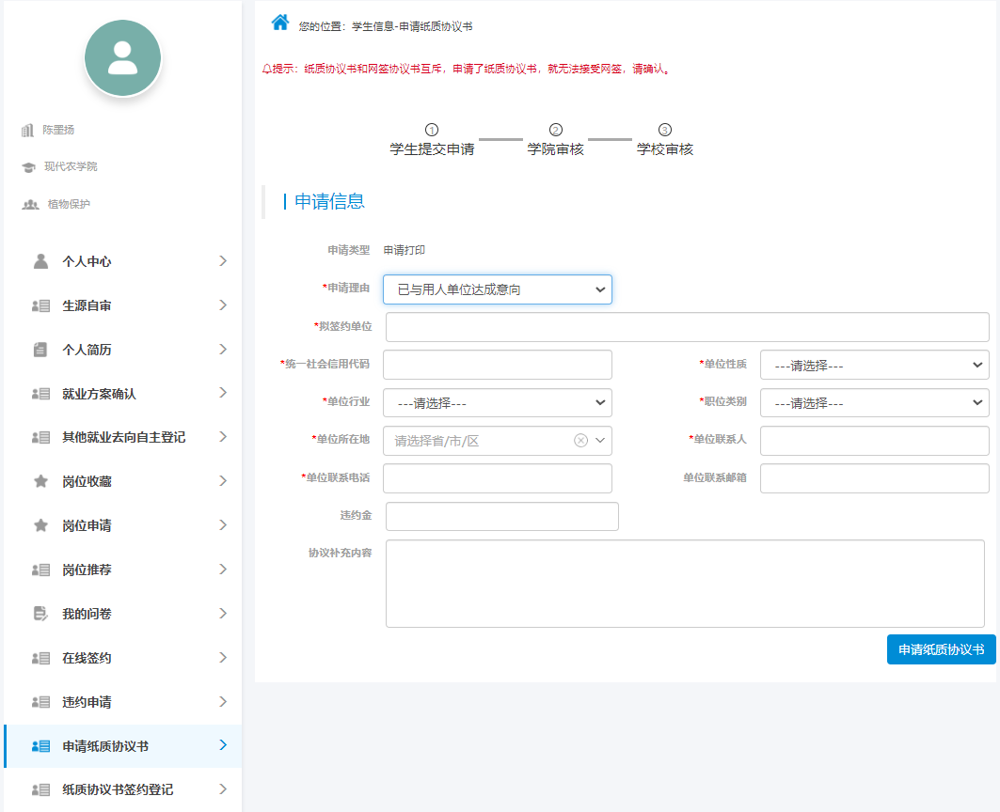 陈墨扬
现代农学院
植物保护
个人中心
生源自审
个人简历
就业方案确认
其他就业去向自主登记
岗位收藏
岗位申请
岗位推荐
我的问卷
在线签约
违约申请
申请纸质协议书
纸质协议书签约登记
您的位置：学生信息-申请纸质协议书
提示：纸质协议书和网签协议书互斥，申请了纸质协议书，就无法接受网签，请确认。
① ② ③
学生提交申请 学院审核 学校审核
申请信息
申请类型 申请打印
*申请理由 已与用人单位达成意向
*拟签约单位
*统一社会信用代码 *单位性质 ---请选择---
*单位行业 ---请选择--- *职位类别 ---请选择---
*单位所在地 请选择省/市/区 *单位联系人
*单位联系电话 单位联系邮箱
违约金
协议补充内容
申请纸质协议书